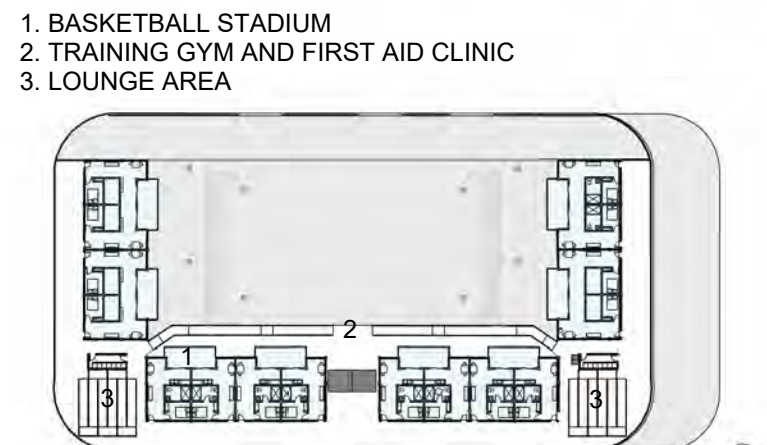 1. BASKETBALL STADIUM
2. TRAINING GYM AND FIRST AID CLINIC
3. LOUNGE AREA
2
1
3
3